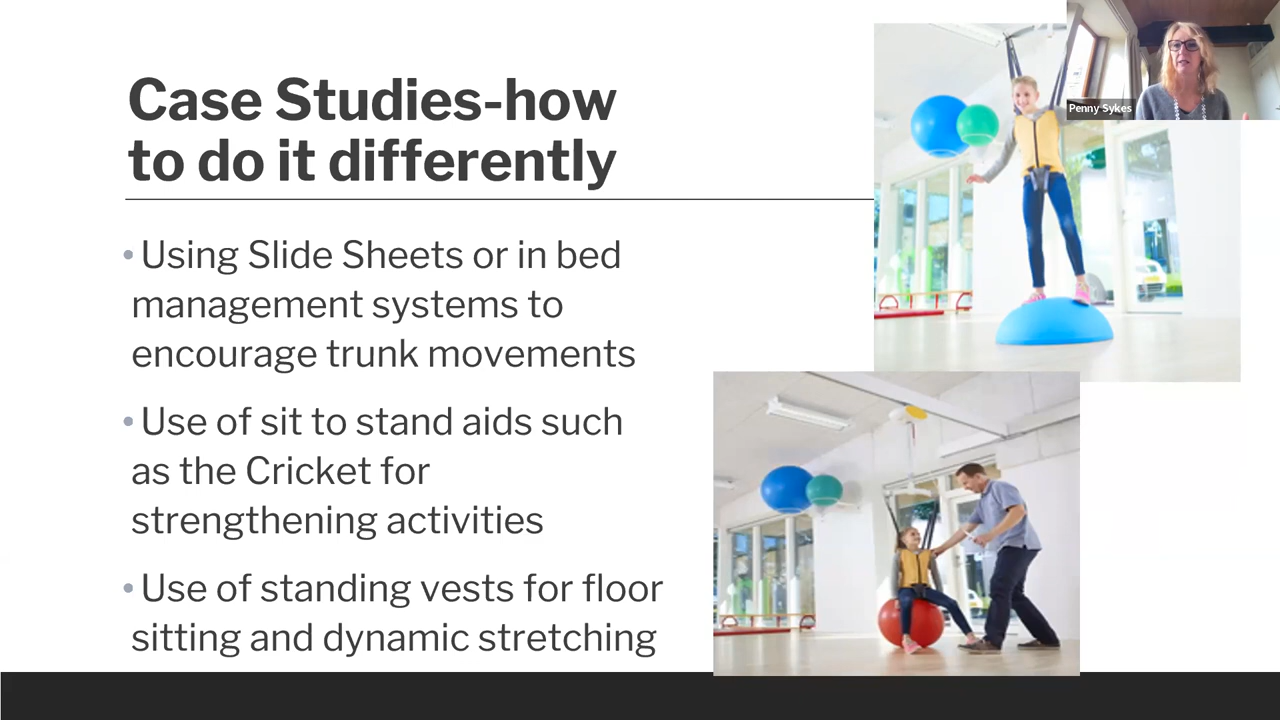 Case Studies-how
to do it differently
• Using Slide Sheets or in bed
management systems to
encourage trunk movements
• Use of sit to stand aids such
as the Cricket for
strengthening activities
• Use of standing vests for floor
sitting and dynamic stretching
Penny Sykes